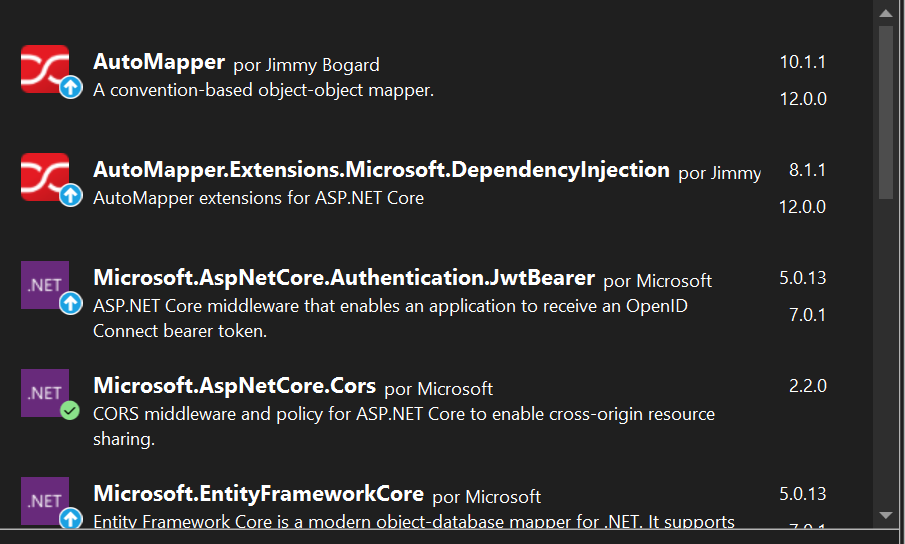 AutoMapper por Jimmy Bogard 10.1.1
A convention-based object-object mapper. 12.0.0
AutoMapper.Extensions.Microsoft.DependencyInjection por Jimmy 8.1.1
AutoMapper extensions for ASP.NET Core 12.0.0
.NET Microsoft.AspNetCore.Authentication.JwtBearer por Microsoft 5.0.13
ASP.NET Core middleware that enables an application to receive an OpenID 7.0.1
Connect bearer token.
.NET Microsoft.AspNetCore.Cors por Microsoft 2.2.0
CORS middleware and policy for ASP.NET Core to enable cross-origin resource
sharing.
.NET Microsoft.EntityFrameworkCore por Microsoft 5.0.13
Entity Framework Core is a modern object-database mapper for .NET. It supports 7.0.1